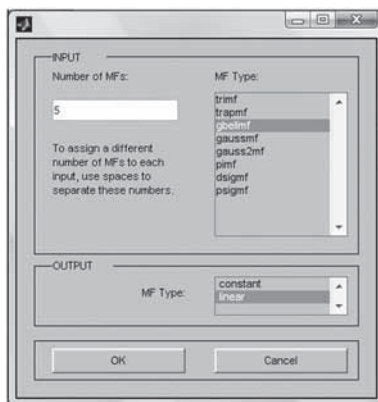 INPUT
Number of MFs:
5
To assign a different
number of MFs to each
input, use spaces to
separate these numbers.
MF Type:
trimf
trapmf
gbellmf
gaussmf
gauss2mf
pimf
dsigmf
psigmf
OUTPUT
MF Type:
constant
linear
OK
Cancel